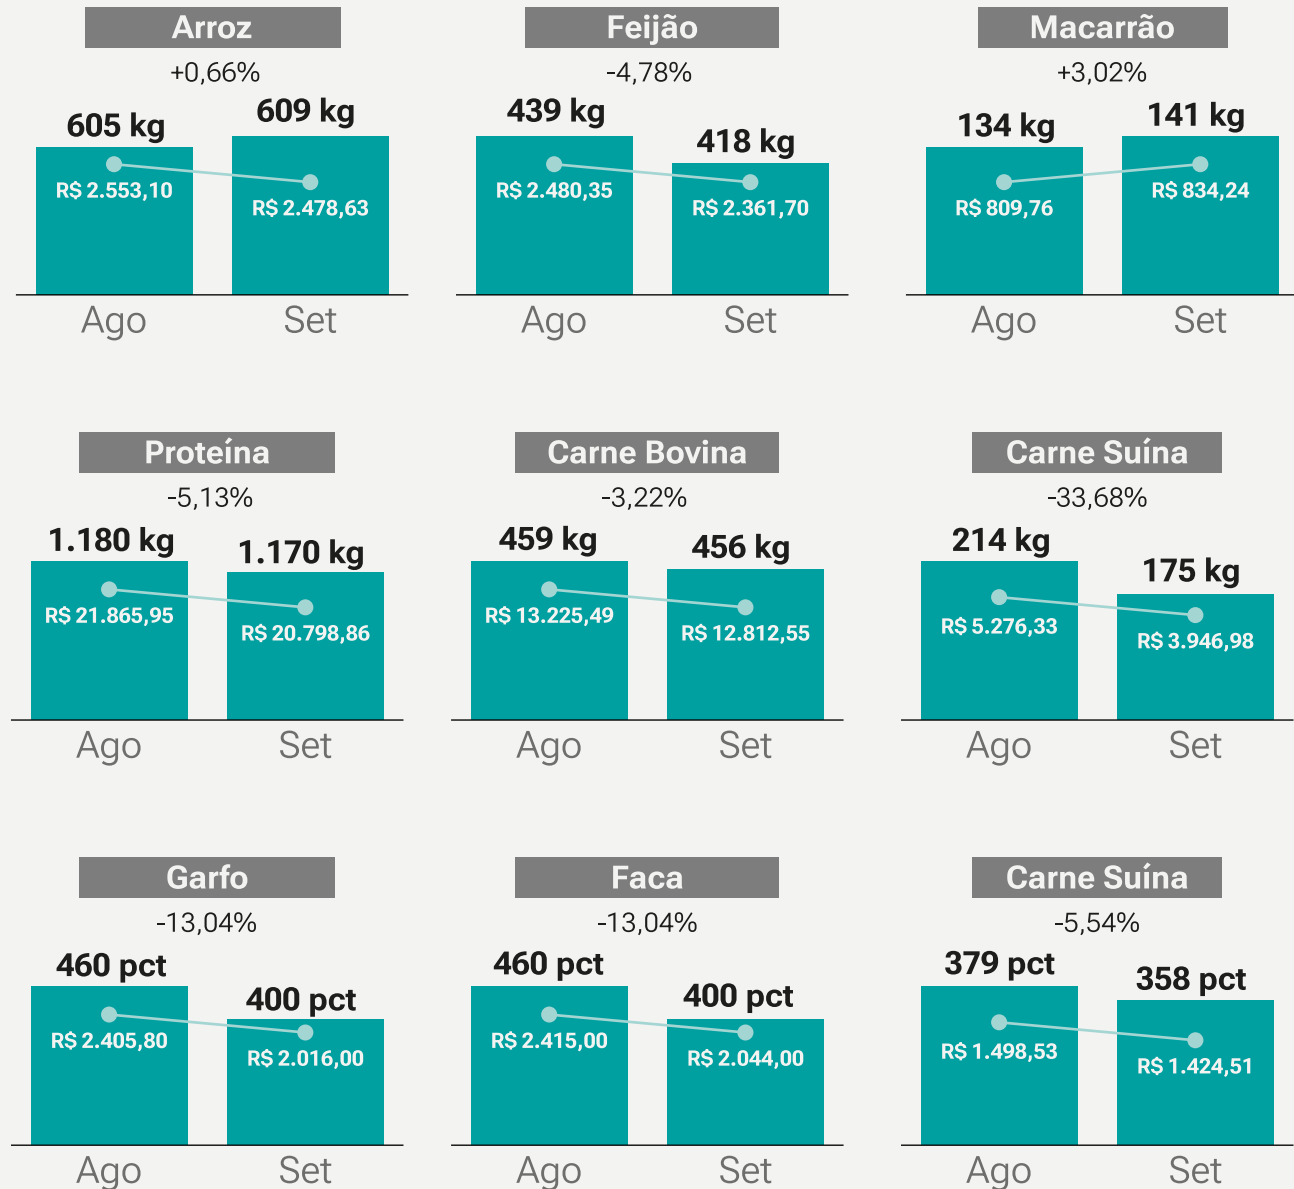 Arroz
+0,66%
605 kg
609 kg
R$ 2.553,10
R$ 2.478,63
Ago
Set
Feijão
-4,78%
439 kg
418 kg
R$ 2.480,35
R$ 2.361,70
Ago
Set
Macarrão
+3,02%
134 kg
141 kg
R$ 809,76
R$ 834,24
Ago
Set
Proteína
-5,13%
1.180 kg
1.170 kg
R$ 21.865,95
R$ 20.798,86
Ago
Set
Carne Bovina
-3,22%
459 kg
456 kg
R$ 13.225,49
R$ 12.812,55
Ago
Set
Carne Suína
-33,68%
214 kg
175 kg
R$ 5.276,33
R$ 3.946,98
Ago
Set
Garfo
-13,04%
460 pct
400 pct
R$ 2.405,80
R$ 2.016,00
Ago
Set
Faca
-13,04%
460 pct
400 pct
R$ 2.415,00
R$ 2.044,00
Ago
Set
Carne Suína
-5,54%
379 pct
358 pct
R$ 1.498,53
R$ 1.424,51
Ago
Set